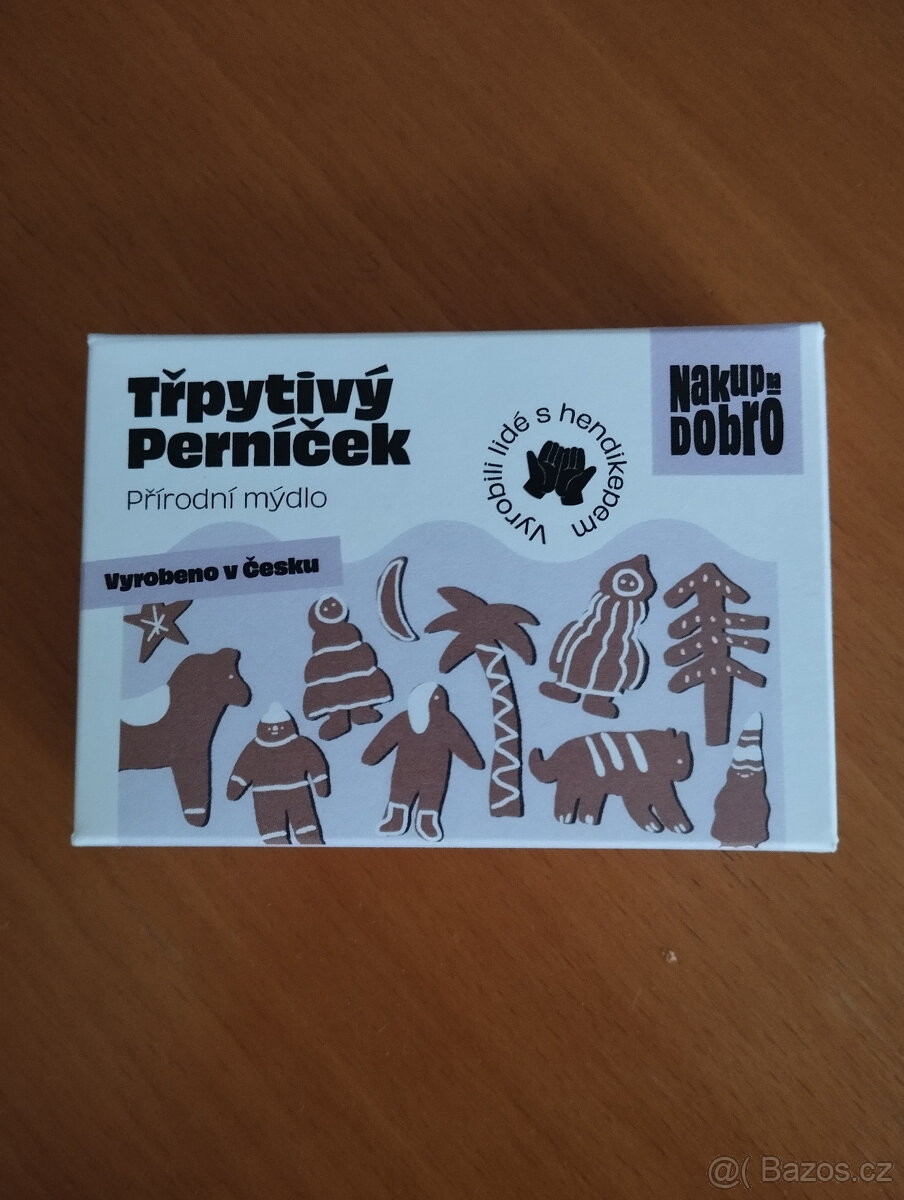 Třpytivý
Perníček
Přírodní mýdlo
Vyrobeno v Česku
Vyrobili lidé s hendikepem
Nakup na
Dobro
@( Bazos.cz